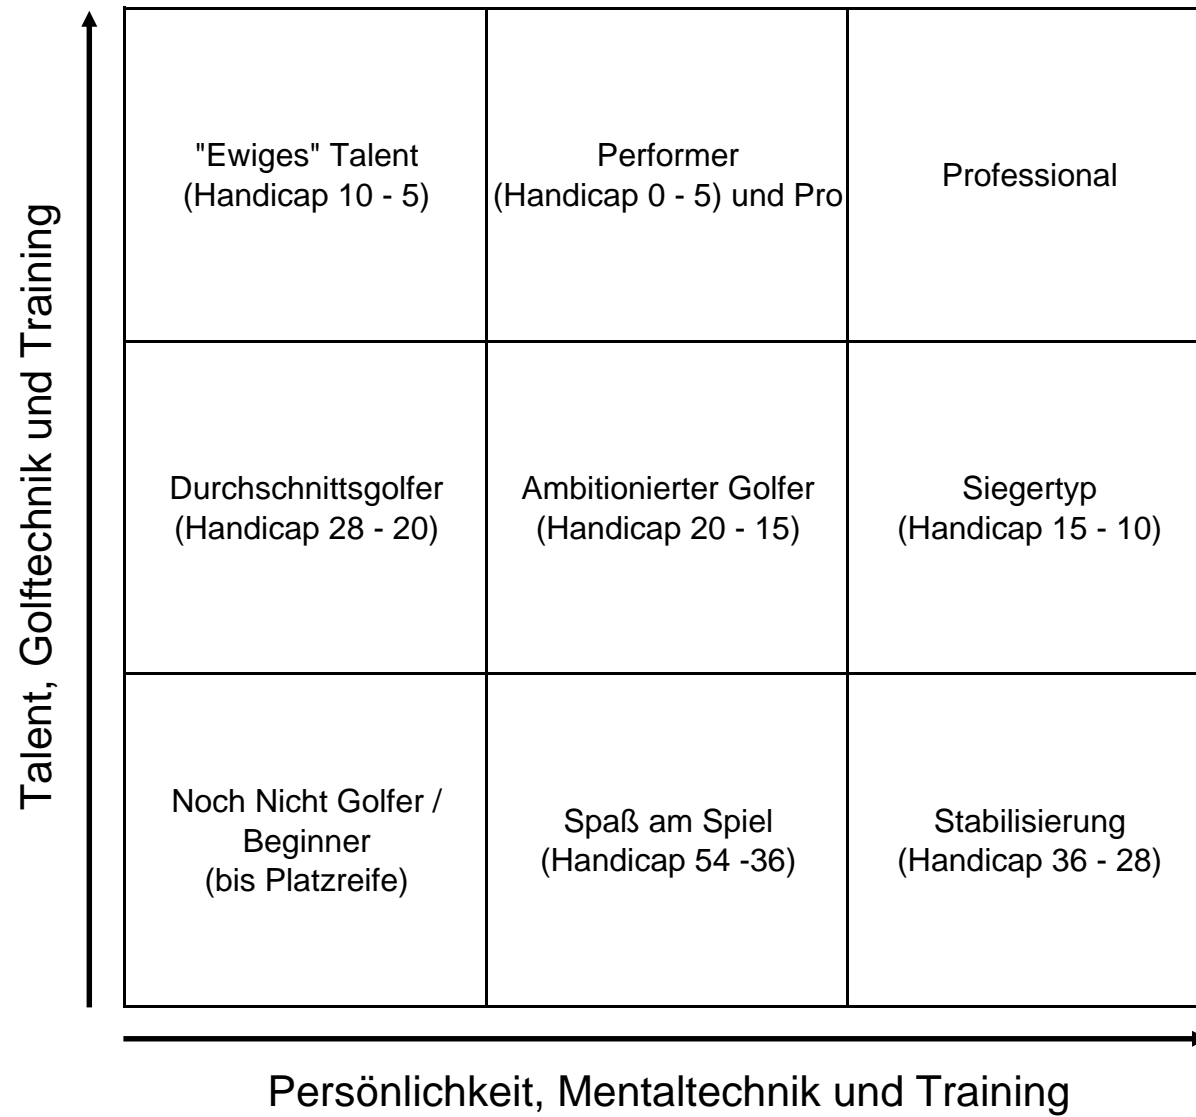 Talent, Golftechnik und Training
"Ewiges" Talent
(Handicap 10 - 5)
Performer
(Handicap 0 - 5) und Pro
Professional
Durchschnittsgolfer
(Handicap 28 - 20)
Ambitionierter Golfer
(Handicap 20 - 15)
Siegertyp
(Handicap 15 - 10)
Noch Nicht Golfer /
Beginner
(bis Platzreife)
Spaß am Spiel
(Handicap 54 -36)
Stabilisierung
(Handicap 36 - 28)
Persönlichkeit, Mentaltechnik und Training